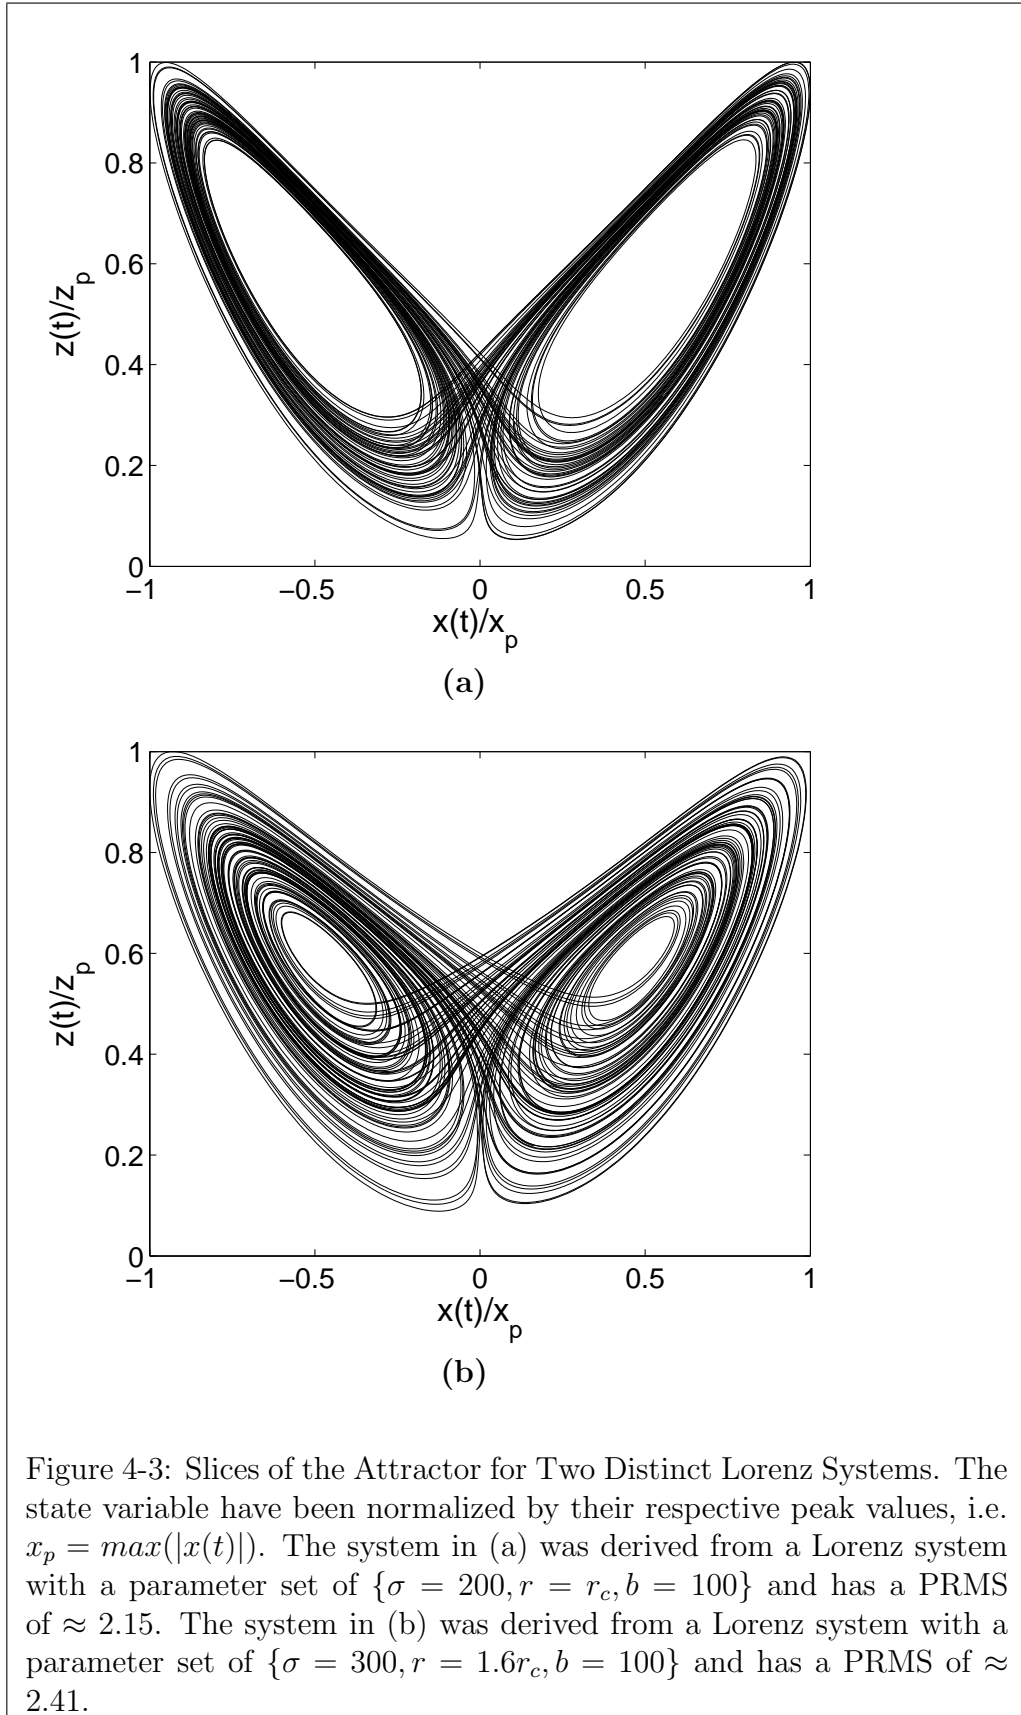 1
0.8
0.6
0.4
0.2
0
z(t)/z_p
−1 −0.5 0 0.5 1
x(t)/x_p
(a)
1
0.8
0.6
0.4
0.2
0
z(t)/z_p
−1 −0.5 0 0.5 1
x(t)/x_p
(b)
Figure 4-3: Slices of the Attractor for Two Distinct Lorenz Systems. The
state variable have been normalized by their respective peak values, i.e.
x_p = max(|x(t)|). The system in (a) was derived from a Lorenz system
with a parameter set of {σ = 200, r = r_c, b = 100} and has a PRMS
of ≈ 2.15. The system in (b) was derived from a Lorenz system with a
parameter set of {σ = 300, r = 1.6r_c, b = 100} and has a PRMS of ≈
2.41.